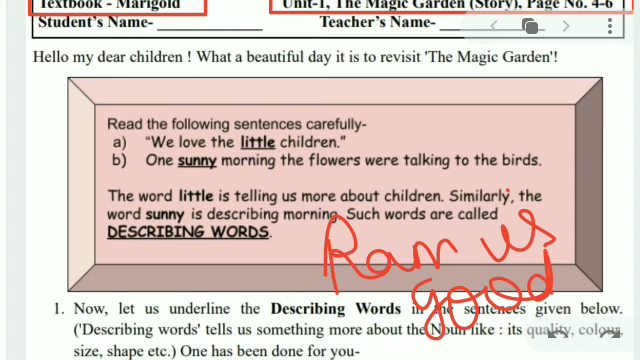 Textbook - Marigold
Unit-1, The Magic Garden (Story), Page No. 4-6
Student's Name- ____________
Teacher's Name-
Hello my dear children ! What a beautiful day it is to revisit 'The Magic Garden'!
Read the following sentences carefully-
a) "We love the little children."
b) One sunny morning the flowers were talking to the birds.
The word little is telling us more about children. Similarly, the
word sunny is describing morning. Such words are called
DESCRIBING WORDS.
Ram is
good
1. Now, let us underline the Describing Words in the sentences given below.
('Describing words' tells us something more about the Noun like : its quality, colour,
size, shape etc.) One has been done for you-